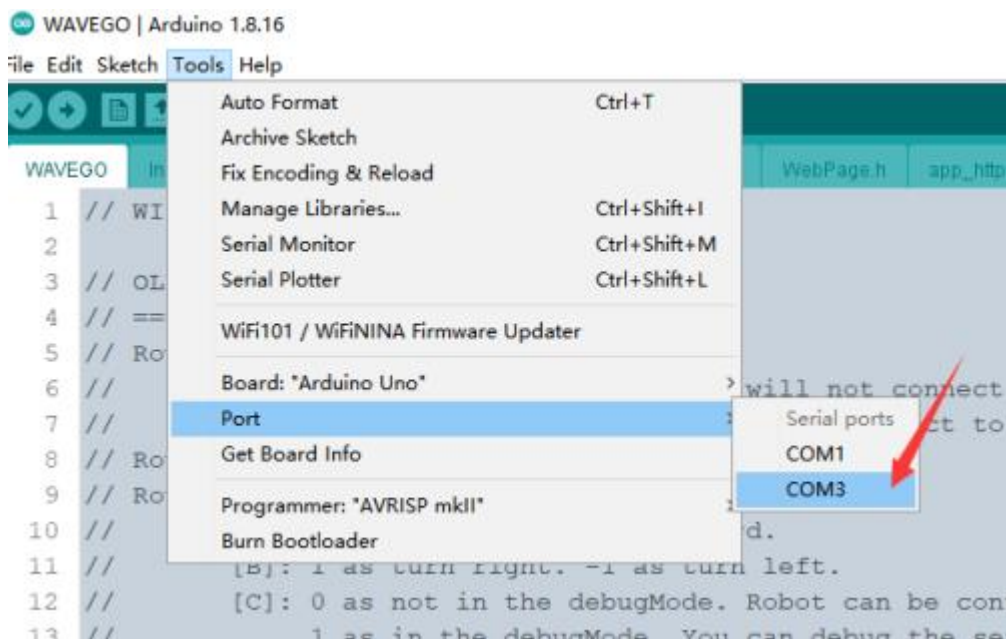 WAVEGO | Arduino 1.8.16
File Edit Sketch Tools Help
Auto Format Ctrl+T
Archive Sketch
WAVEGO In Fix Encoding & Reload WebPage.h app_http
1 // WI Manage Libraries... Ctrl+Shift+I
2 Serial Monitor Ctrl+Shift+M
3 // OL Serial Plotter Ctrl+Shift+L
4 // == WiFi101 / WiFiNINA Firmware Updater
5 // Ro
6 // Board: "Arduino Uno" > will not connect
7 // Port Serial ports ct to
8 // Ro Get Board Info COM1
9 // Ro Programmer: "AVRISP mkII" COM3
10 // Burn Bootloader d.
11 // [B]: 1 as turn right. -1 as turn left.
12 // [C]: 0 as not in the debugMode. Robot can be con
13 // 1 as in the debugMode. You can debug the se